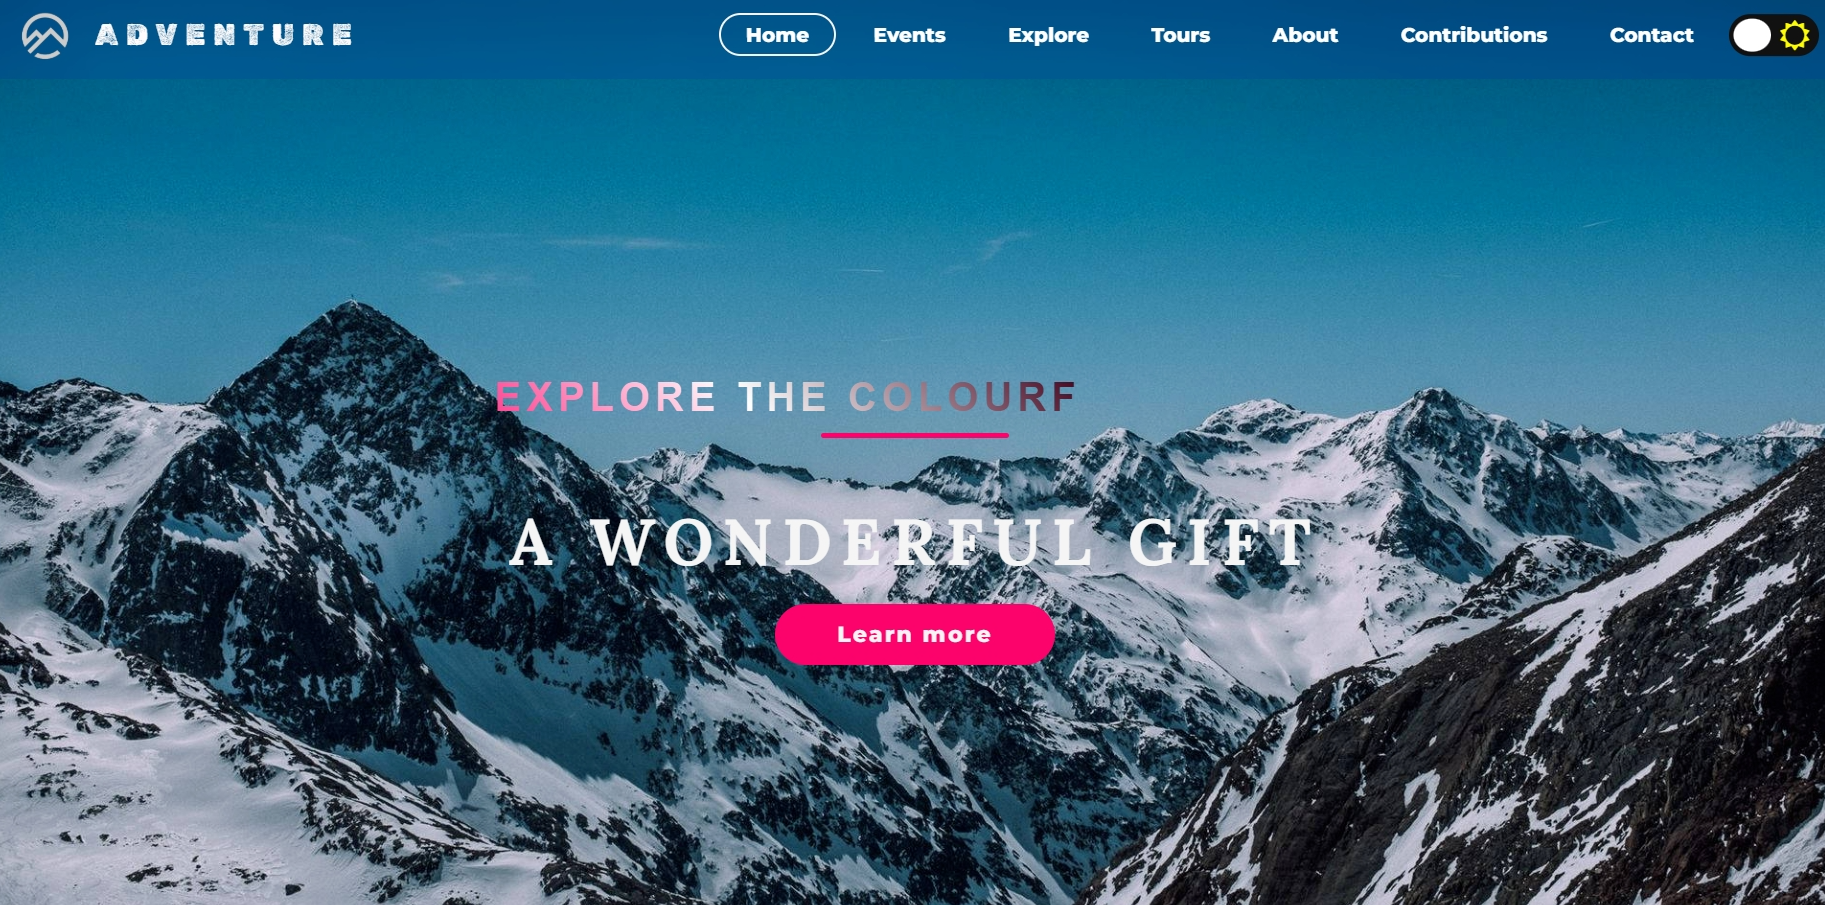 ADVENTURE
Home Events Explore Tours About Contributions Contact
EXPLORE THE COLOURF
A WONDERFUL GIFT
Learn more